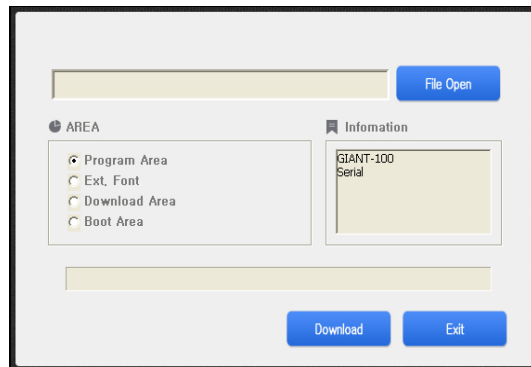 File Open
AREA
Infomation
Program Area
Ext. Font
Download Area
Boot Area
GIANT-100
Serial
Download
Exit